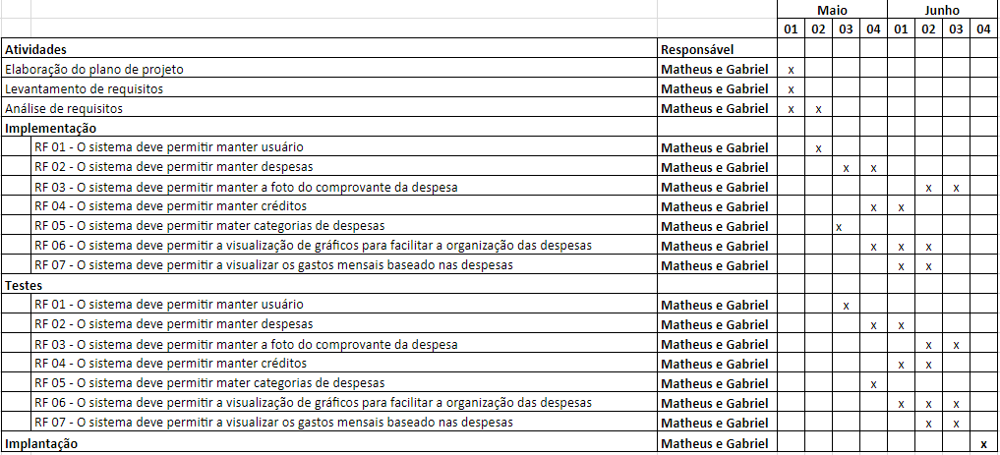 Maio Junho
01 02 03 04 01 02 03 04
Atividades Responsável
Elaboração do plano de projeto Matheus e Gabriel x
Levantamento de requisitos Matheus e Gabriel x
Análise de requisitos Matheus e Gabriel x x
Implementação
RF 01 - O sistema deve permitir manter usuário Matheus e Gabriel x
RF 02 - O sistema deve permitir manter despesas Matheus e Gabriel x x
RF 03 - O sistema deve permitir manter a foto do comprovante da despesa Matheus e Gabriel x x
RF 04 - O sistema deve permitir manter créditos Matheus e Gabriel x x
RF 05 - O sistema deve permitir mater categorias de despesas Matheus e Gabriel x
RF 06 - O sistema deve permitir a visualização de gráficos para facilitar a organização das despesas Matheus e Gabriel x x x
RF 07 - O sistema deve permitir a visualizar os gastos mensais baseado nas despesas Matheus e Gabriel x x
Testes
RF 01 - O sistema deve permitir manter usuário Matheus e Gabriel x
RF 02 - O sistema deve permitir manter despesas Matheus e Gabriel x x
RF 03 - O sistema deve permitir manter a foto do comprovante da despesa Matheus e Gabriel x x
RF 04 - O sistema deve permitir manter créditos Matheus e Gabriel x x
RF 05 - O sistema deve permitir mater categorias de despesas Matheus e Gabriel x
RF 06 - O sistema deve permitir a visualização de gráficos para facilitar a organização das despesas Matheus e Gabriel x x x
RF 07 - O sistema deve permitir a visualizar os gastos mensais baseado nas despesas Matheus e Gabriel x x
Implantação Matheus e Gabriel x